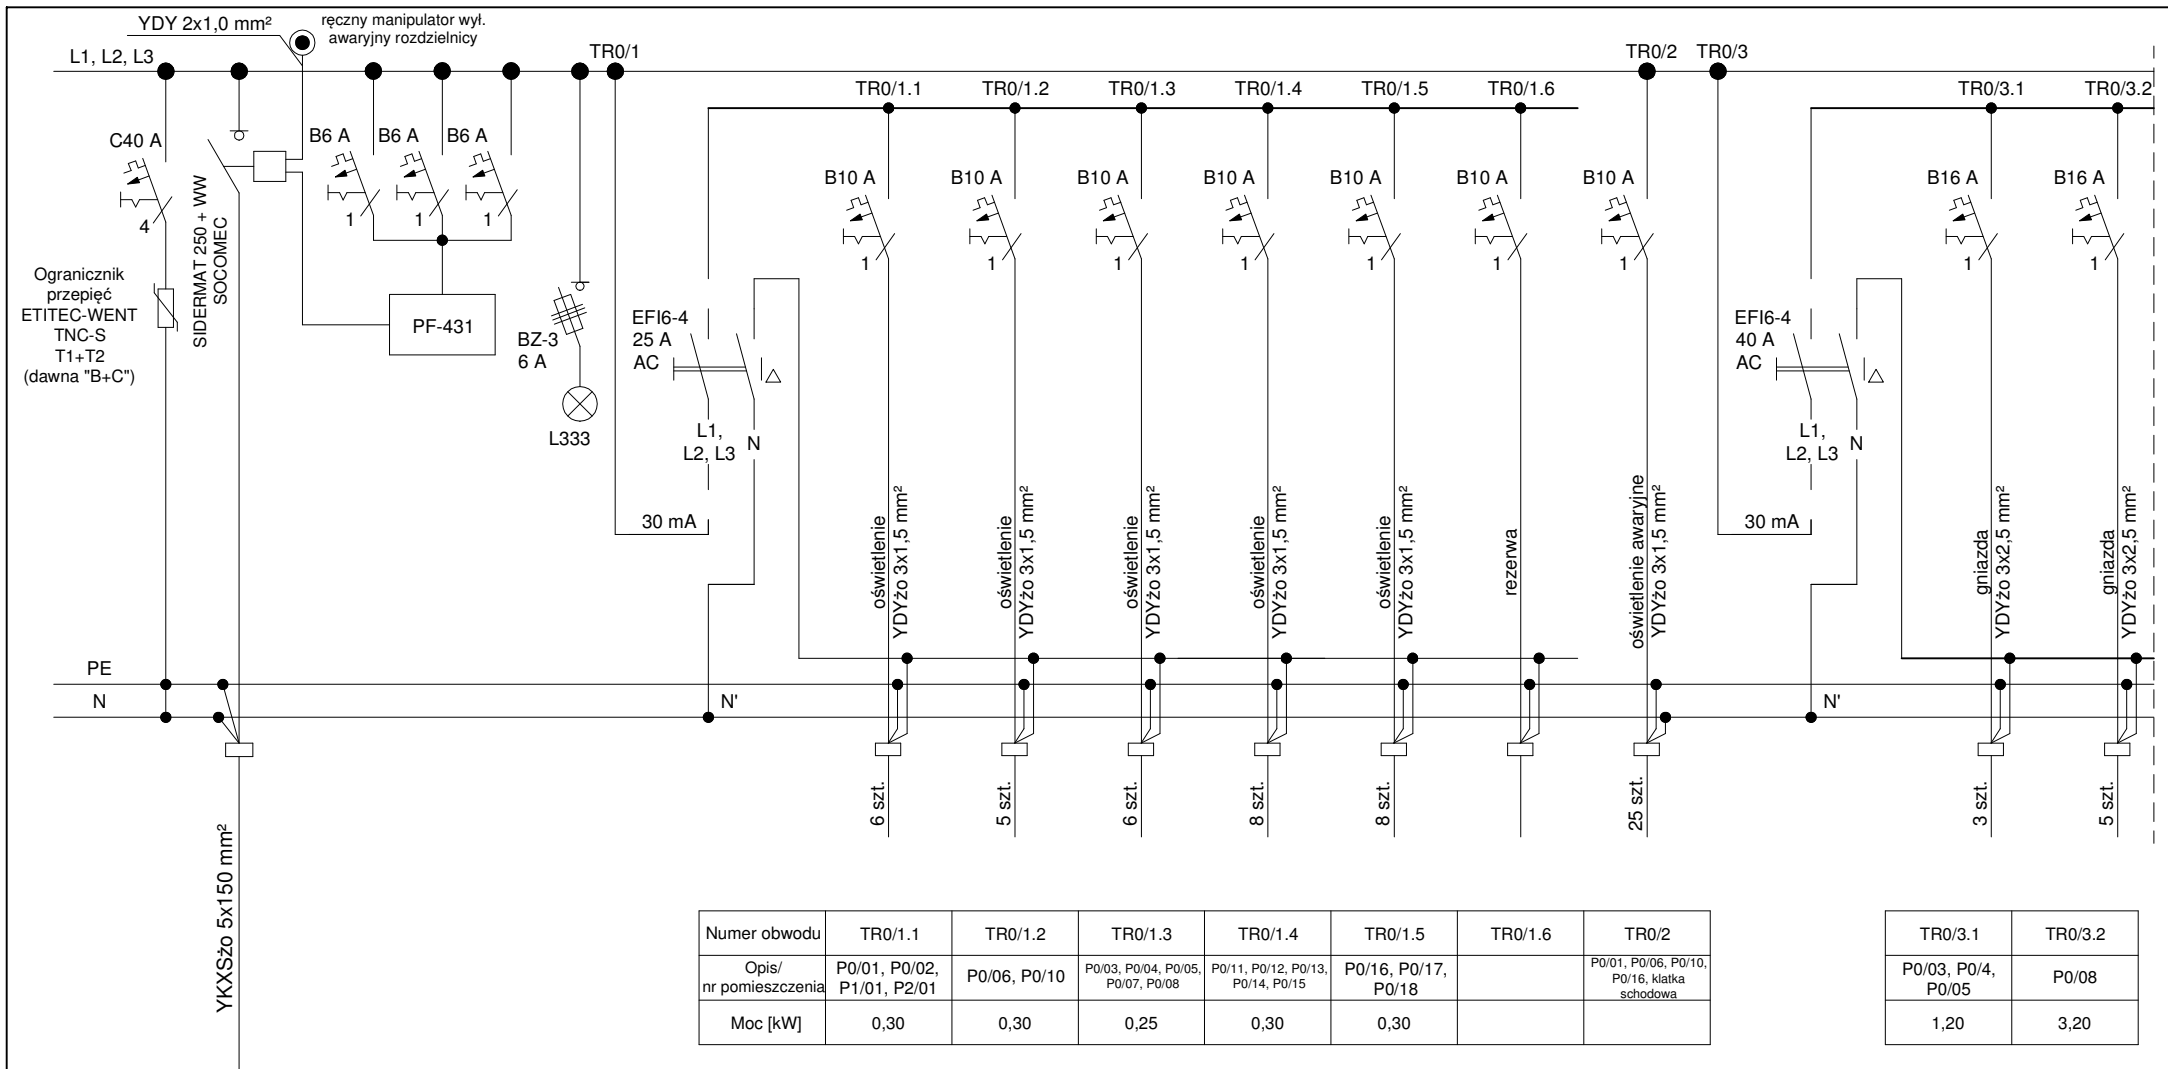 YDY 2x1,0 mm²
ręczny manipulator wył.
awaryjny rozdzielnicy
L1, L2, L3
TR0/1
TR0/2
TR0/3
TR0/1.1
TR0/1.2
TR0/1.3
TR0/1.4
TR0/1.5
TR0/1.6
TR0/3.1
TR0/3.2
C40 A
4
B6 A
1
B6 A
1
B6 A
1
SIDERMAT 250 + WW
SOCOMEC
Ogranicznik
przepięć
ETITEC-WENT
TNC-S
T1+T2
(dawna "B+C")
PF-431
BZ-3
6 A
L333
EFI6-4
25 A
AC
L1,
L2, L3
N
30 mA
B10 A
1
B10 A
1
B10 A
1
B10 A
1
B10 A
1
B10 A
1
B10 A
1
EFI6-4
40 A
AC
L1,
L2, L3
N
30 mA
B16 A
1
B16 A
1
oświetlenie
YDYżo 3x1,5 mm²
oświetlenie
YDYżo 3x1,5 mm²
oświetlenie
YDYżo 3x1,5 mm²
oświetlenie
YDYżo 3x1,5 mm²
oświetlenie
YDYżo 3x1,5 mm²
rezerwa
oświetlenie awaryjne
YDYżo 3x1,5 mm²
gniazda
YDYżo 3x2,5 mm²
gniazda
YDYżo 3x2,5 mm²
PE
N
N'
N'
YKXSżo 5x150 mm²
6 szt.
5 szt.
6 szt.
8 szt.
8 szt.
25 szt.
3 szt.
5 szt.
Numer obwodu
TR0/1.1
TR0/1.2
TR0/1.3
TR0/1.4
TR0/1.5
TR0/1.6
TR0/2
TR0/3.1
TR0/3.2
Opis/
nr pomieszczenia
P0/01, P0/02,
P1/01, P2/01
P0/06, P0/10
P0/03, P0/04, P0/05,
P0/07, P0/08
P0/11, P0/12, P0/13,
P0/14, P0/15
P0/16, P0/17,
P0/18
P0/01, P0/06, P0/10,
P0/16, klatka
schodowa
P0/03, P0/4,
P0/05
P0/08
Moc [kW]
0,30
0,30
0,25
0,30
0,30
1,20
3,20